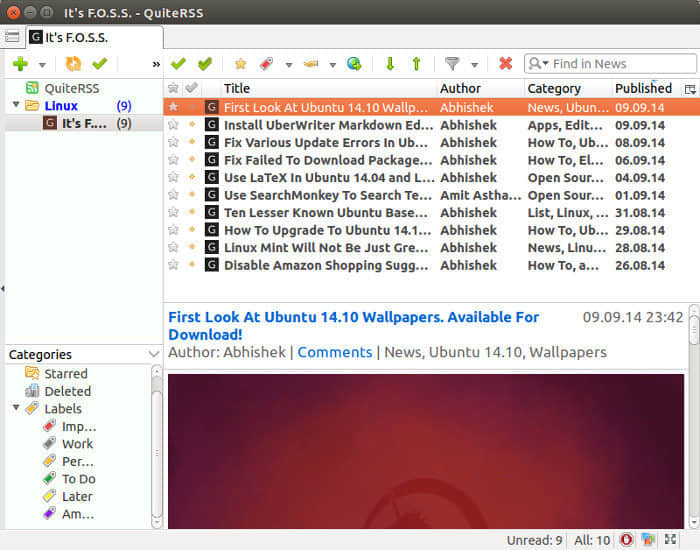 It's F.O.S.S. - QuiteRSS
It's F.O.S.S.
Find in News
QuiteRSS
Linux (9)
It's F.... (9)
Title Author Category Published
First Look At Ubuntu 14.10 Wallp... Abhishek News, Ubun... 09.09.14
Install UberWriter Markdown Ed... Abhishek Apps, Edit... 09.09.14
Fix Various Update Errors In Ub... Abhishek How To, Ub... 08.09.14
Fix Failed To Download Package... Abhishek How To, El... 06.09.14
Use LaTeX In Ubuntu 14.04 and L... Abhishek Open Sour... 04.09.14
Use SearchMonkey To Search Te... Amit Astha... Open Sour... 01.09.14
Ten Lesser Known Ubuntu Base... Abhishek List, Linux, ... 31.08.14
How To Upgrade To Ubuntu 14.1... Abhishek How To, Ub... 29.08.14
Linux Mint Will Not Be Just Gre... Abhishek News, Linu... 28.08.14
Disable Amazon Shopping Sugg... Abhishek How To, a... 26.08.14
First Look At Ubuntu 14.10 Wallpapers. Available For
Download!
09.09.14 23:42
Author: Abhishek | Comments | News, Ubuntu 14.10, Wallpapers
Categories
Starred
Deleted
Labels
Imp...
Work
Per...
To Do
Later
Am...
Unread: 9 All: 10